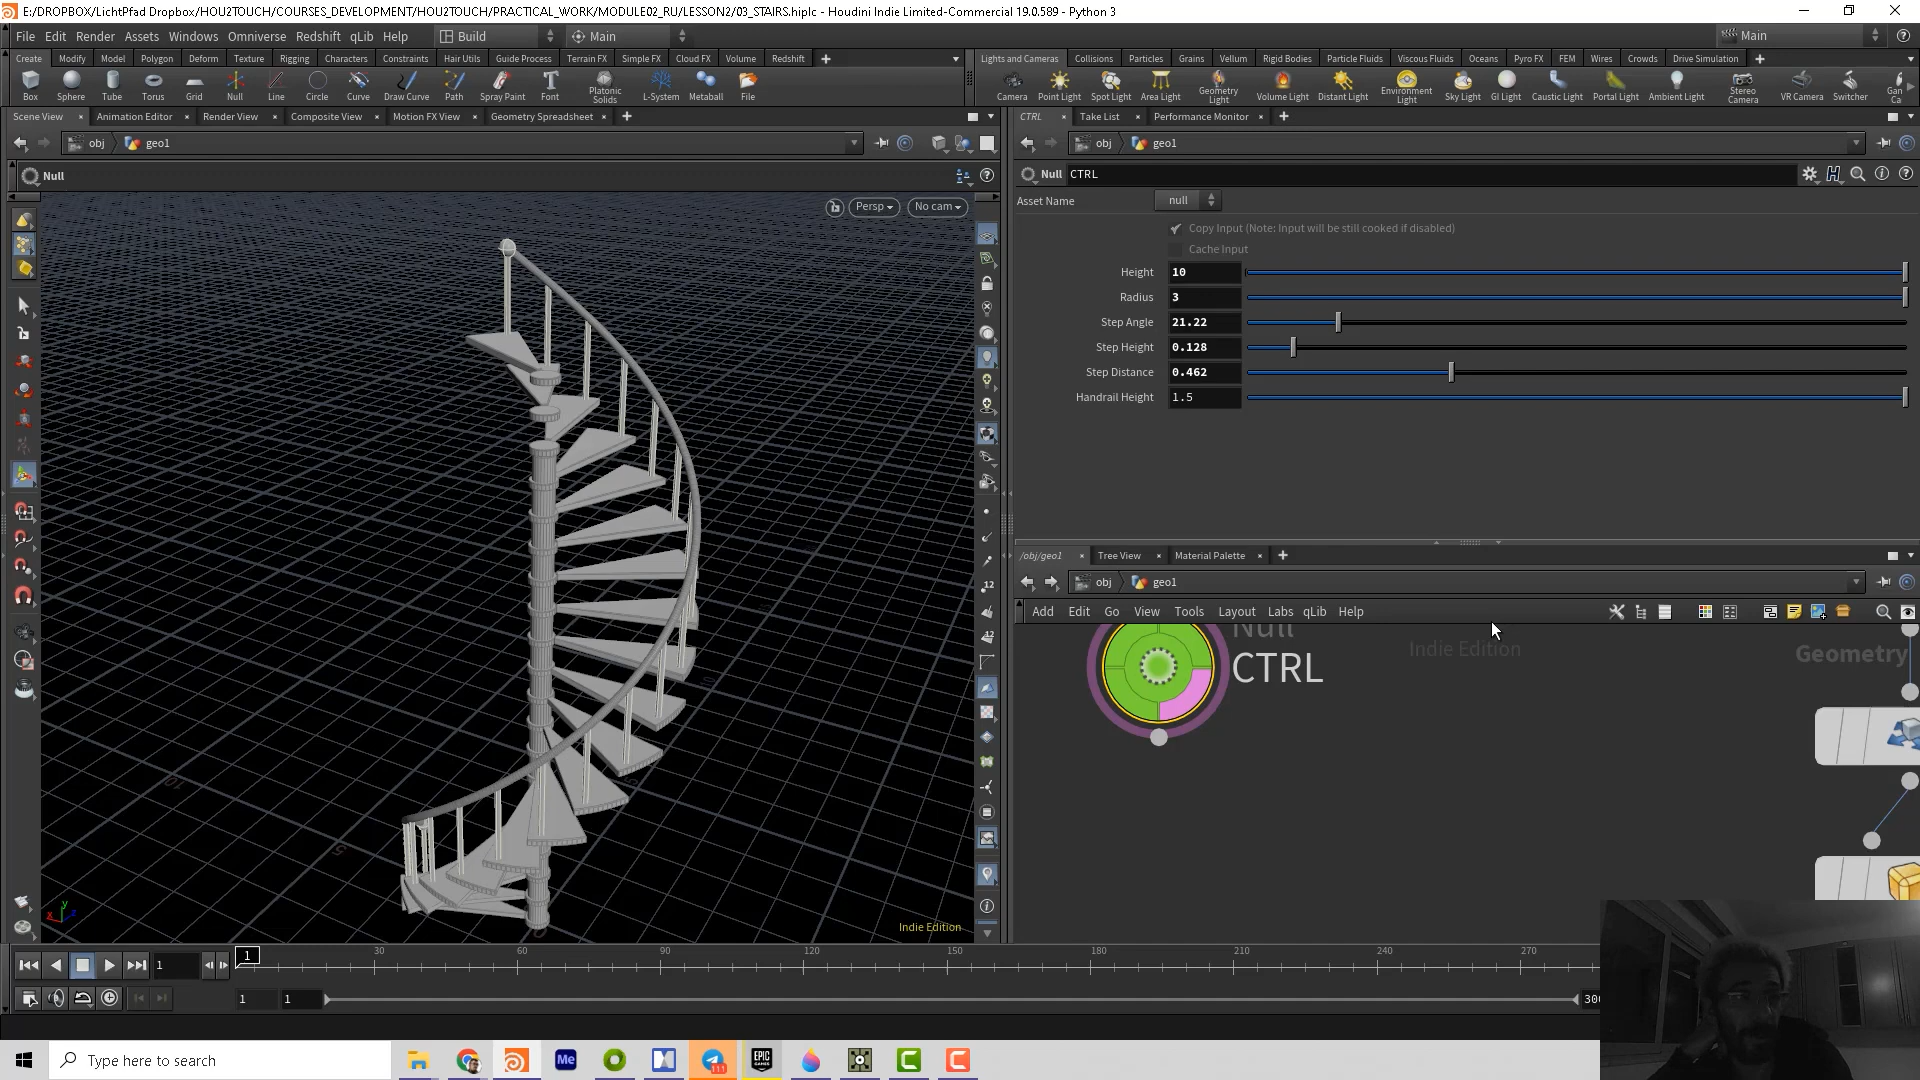 E:/DROPBOX/LichtPfad Dropbox/HOU2TOUCH/COURSES_DEVELOPMENT/HOU2TOUCH/PRACTICAL_WORK/MODULE02_RU/LESSON2/03_STAIRS.hiplc - Houdini Indie Limited-Commercial 19.0.589 - Python 3
File Edit Render Assets Windows Omniverse Redshift qLib Help Build Main Main
Create Modify Model Polygon Deform Texture Rigging Characters Constraints Hair Utils Guide Process Terrain FX Simple FX Cloud FX Volume Redshift
Lights and Cameras Collisions Particles Grains Vellum Rigid Bodies Particle Fluids Viscous Fluids Oceans Pyro FX FEM Wires Crowds Drive Simulation
Box Sphere Tube Torus Grid Null Line Circle Curve Draw Curve Path Spray Paint Font Platonic Solids L-System Metaball File
Camera Point Light Spot Light Area Light Geometry Light Volume Light Distant Light Environment Light Sky Light GI Light Caustic Light Portal Light Ambient Light Stereo Camera VR Camera Switcher Gan Ca
Scene View Animation Editor Render View Composite View Motion FX View Geometry Spreadsheet
CTRL Take List Performance Monitor
obj geo1
obj geo1
Null
Null CTRL
Asset Name null
Persp No cam
Copy Input (Note: Input will be still cooked if disabled)
Cache Input
Height 10
Radius 3
Step Angle 21.22
Step Height 0.128
Step Distance 0.462
Handrail Height 1.5
/obj/geo1 Tree View Material Palette
obj geo1
Add Edit Go View Tools Layout Labs qLib Help
Null
CTRL
Indie Edition
Geometry
Indie Edition
1 1 30 60 90 120 150 180 210 240 270
1 1 300
Type here to search